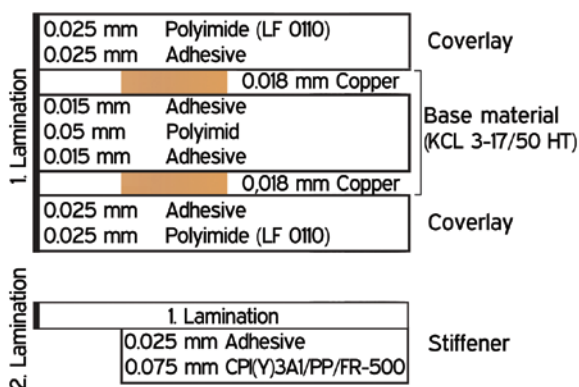 1. Lamination
0.025 mm Polyimide (LF 0110)
0.025 mm Adhesive
Coverlay
0.018 mm Copper
0.015 mm Adhesive
0.05 mm Polyimid
0.015 mm Adhesive
Base material
(KCL 3-17/50 HT)
0,018 mm Copper
0.025 mm Adhesive
0.025 mm Polyimide (LF 0110)
Coverlay
2. Lamination
1. Lamination
0.025 mm Adhesive
0.075 mm CPI(Y)3A1/PP/FR-500
Stiffener